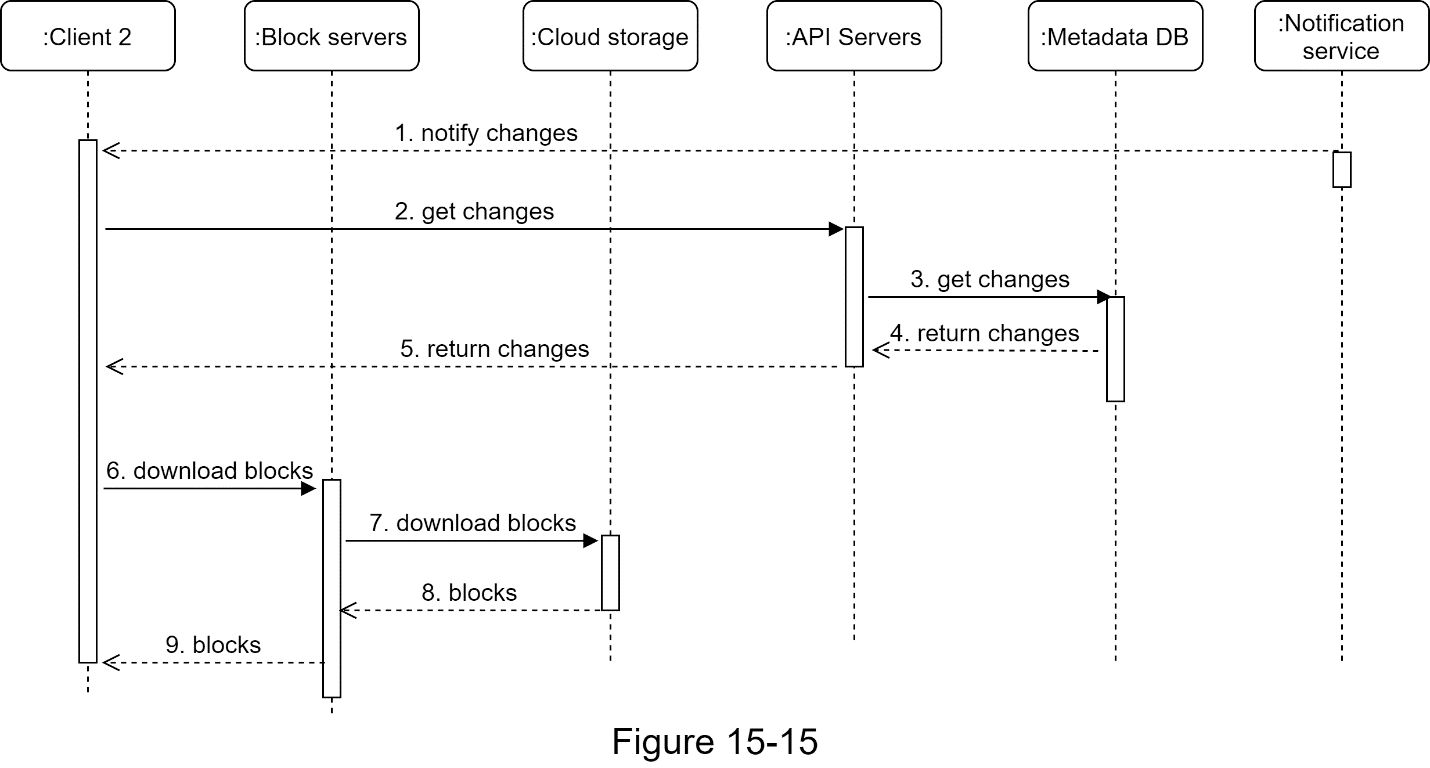 :Client 2
:Block servers
:Cloud storage
:API Servers
:Metadata DB
:Notification
service
1. notify changes
2. get changes
3. get changes
4. return changes
5. return changes
6. download blocks
7. download blocks
8. blocks
9. blocks
Figure 15-15